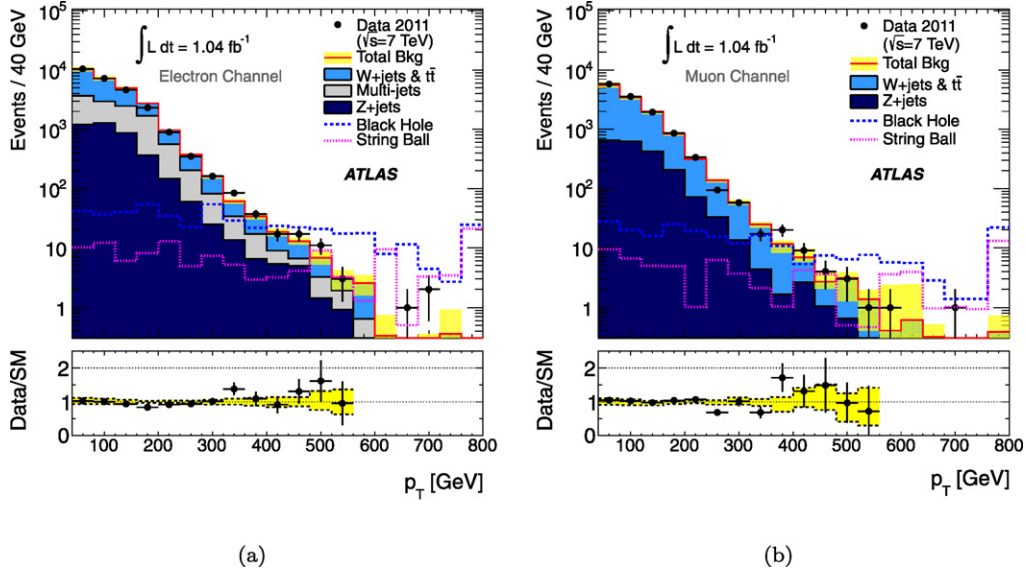 Events / 40 GeV
10^5
10^4
10^3
10^2
10
1
∫ L dt = 1.04 fb^-1
Electron Channel
Data 2011
(√s=7 TeV)
Total Bkg
W+jets & tt̄
Multi-jets
Z+jets
Black Hole
String Ball
ATLAS
Data/SM
2
1
0
100 200 300 400 500 600 700 800
p_T [GeV]
(a)
Events / 40 GeV
10^5
10^4
10^3
10^2
10
1
∫ L dt = 1.04 fb^-1
Muon Channel
Data 2011
(√s=7 TeV)
Total Bkg
W+jets & tt̄
Z+jets
Black Hole
String Ball
ATLAS
Data/SM
2
1
0
100 200 300 400 500 600 700 800
p_T [GeV]
(b)